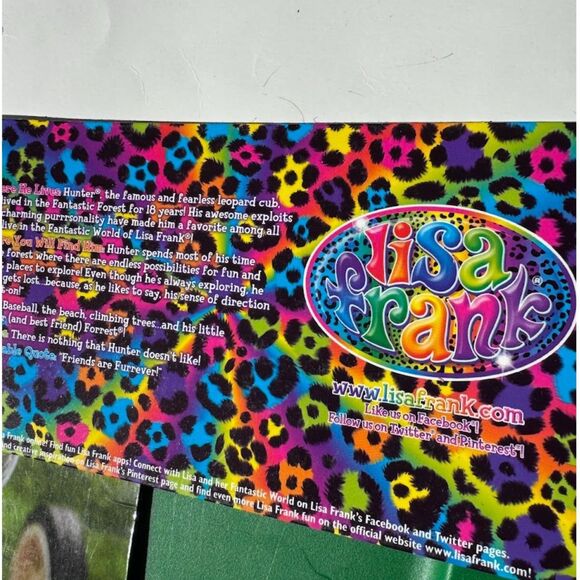 ere He Lives: Hunter®, the famous and fearless leopard cub,
lived in the Fantastic Forest for 18 years! His awesome exploits
charming purrrsonality have made him a favorite among all
live in the Fantastic World of Lisa Frank®!
re You Will Find Him: Hunter spends most of his time
e forest where there are endless possibilities for fun and
places to explore! Even though he's always exploring, he
gets lost...because, as he likes to say, his sense of direction
t-on!"
Baseball, the beach, climbing trees...and his little
(and best friend) Forrest®!
There is nothing that Hunter doesn't like!
able Quote: "Friends are Furrever!"
lisa
frank®
www.lisafrank.com
Like us on Facebook®!
Follow us on Twitter® and Pinterest®!
a Frank online! Find fun Lisa Frank apps! Connect with Lisa and her Fantastic World on Lisa Frank's Facebook and Twitter pages.
and creative inspiration on Lisa Frank's Pinterest page and find even more Lisa Frank fun on the official website www.lisafrank.com!